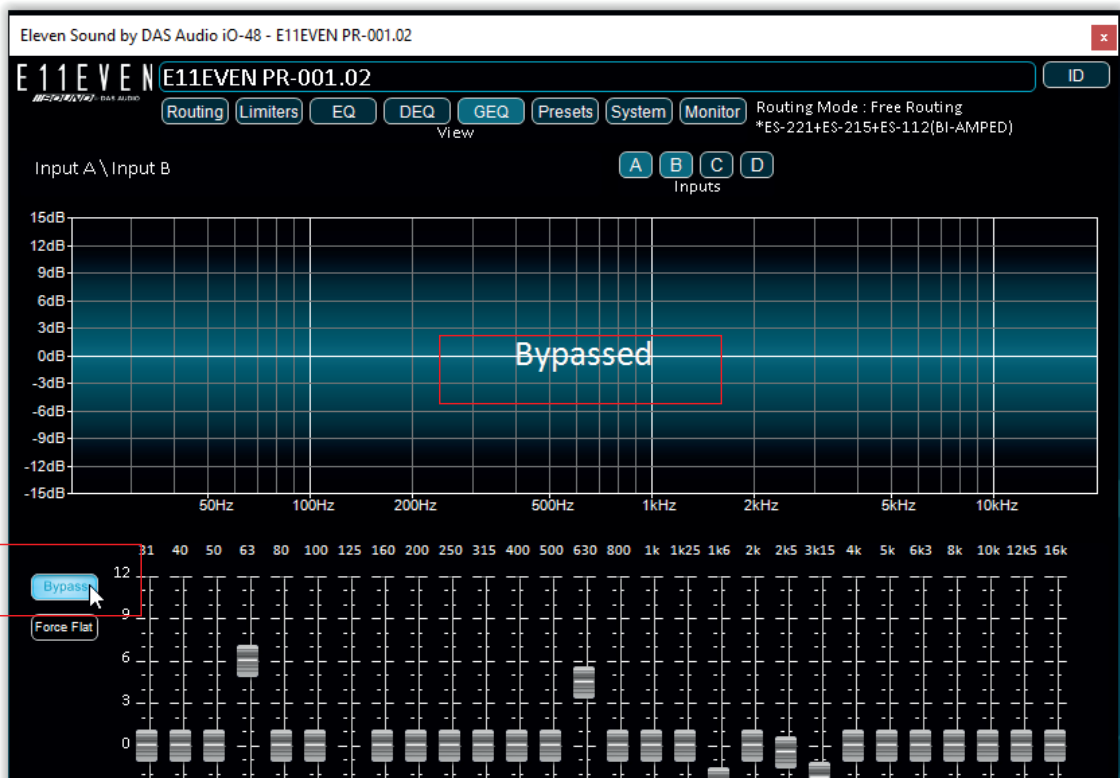 Eleven Sound by DAS Audio iO-48 - E11EVEN PR-001.02
x
E11EVEN
SOUND BY DAS AUDIO
E11EVEN PR-001.02
ID
Routing Limiters EQ DEQ GEQ Presets System Monitor
View
Routing Mode : Free Routing
*ES-221+ES-215+ES-112(BI-AMPED)
Input A \ Input B
A B C D
Inputs
15dB
12dB
9dB
6dB
3dB
0dB
-3dB
-6dB
-9dB
-12dB
-15dB
Bypassed
50Hz 100Hz 200Hz 500Hz 1kHz 2kHz 5kHz 10kHz
31 40 50 63 80 100 125 160 200 250 315 400 500 630 800 1k 1k25 1k6 2k 2k5 3k15 4k 5k 6k3 8k 10k 12k5 16k
Bypass
Force Flat
12
9
6
3
0